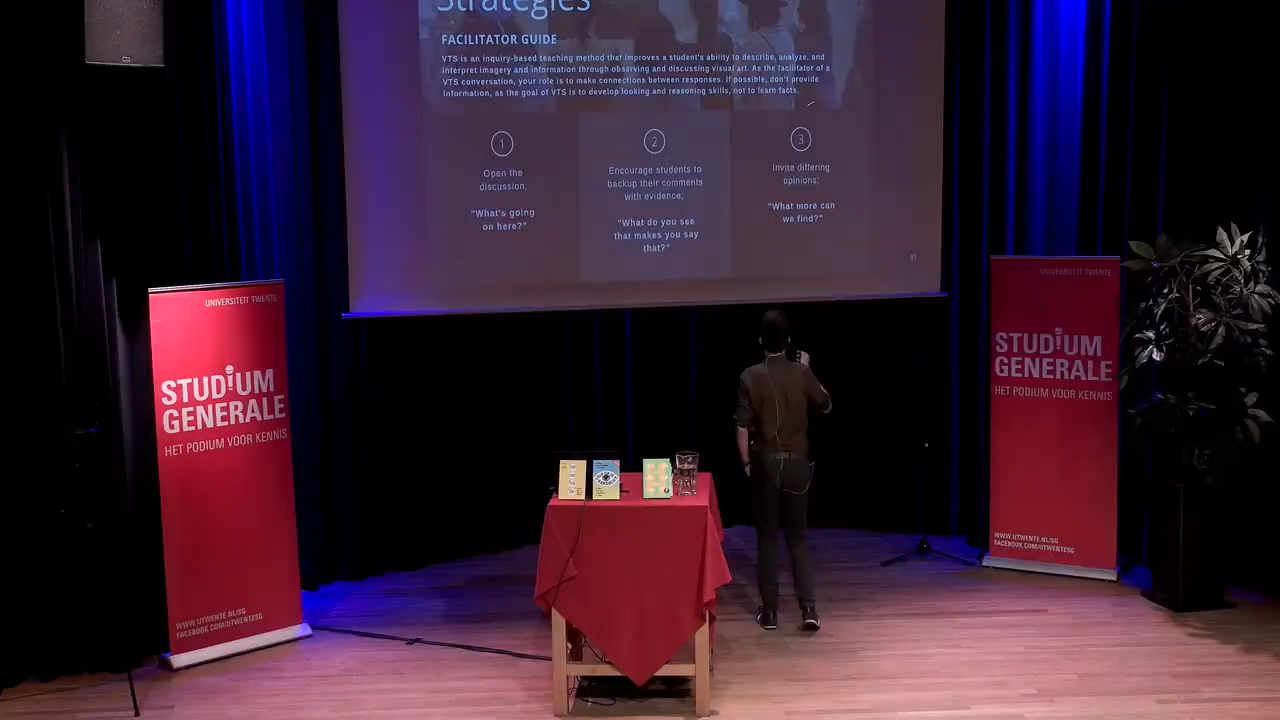 Strategies
FACILITATOR GUIDE
VTS is an inquiry-based teaching method that improves a student's ability to describe, analyze, and
interpret imagery and information through observing and discussing visual art. As the facilitator of a
VTS conversation, your role is to make connections between responses. If possible, don't provide
information, as the goal of VTS is to develop looking and reasoning skills, not to learn facts.
1
Open the
discussion:
"What's going
on here?"
2
Encourage students to
backup their comments
with evidence:
"What do you see
that makes you say
that?"
3
Invite differing
opinions:
"What more can
we find?"
37
UNIVERSITEIT TWENTE
STUDIUM
GENERALE
HET PODIUM VOOR KENNIS
WWW.UTWENTE.NL/SG
FACEBOOK.COM/UTWENTESG
UNIVERSITEIT TWENTE
STUDIUM
GENERALE
HET PODIUM VOOR KENNIS
WWW.UTWENTE.NL/SG
FACEBOOK.COM/UTWENTESG